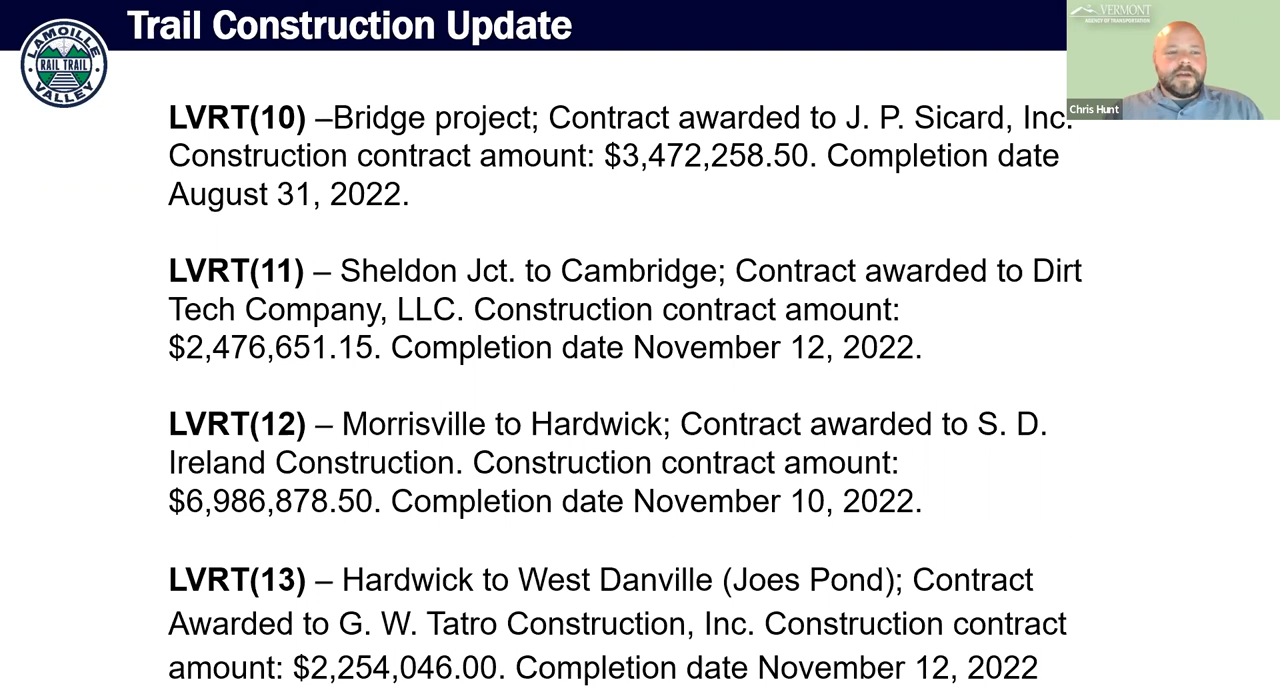 Trail Construction Update
LAMOILLE
RAIL TRAIL
VALLEY
VERMONT
AGENCY OF TRANSPORTATION
Chris Hunt
LVRT(10) –Bridge project; Contract awarded to J. P. Sicard, Inc.
Construction contract amount: $3,472,258.50. Completion date
August 31, 2022.
LVRT(11) – Sheldon Jct. to Cambridge; Contract awarded to Dirt
Tech Company, LLC. Construction contract amount:
$2,476,651.15. Completion date November 12, 2022.
LVRT(12) – Morrisville to Hardwick; Contract awarded to S. D.
Ireland Construction. Construction contract amount:
$6,986,878.50. Completion date November 10, 2022.
LVRT(13) – Hardwick to West Danville (Joes Pond); Contract
Awarded to G. W. Tatro Construction, Inc. Construction contract
amount: $2,254,046.00. Completion date November 12, 2022